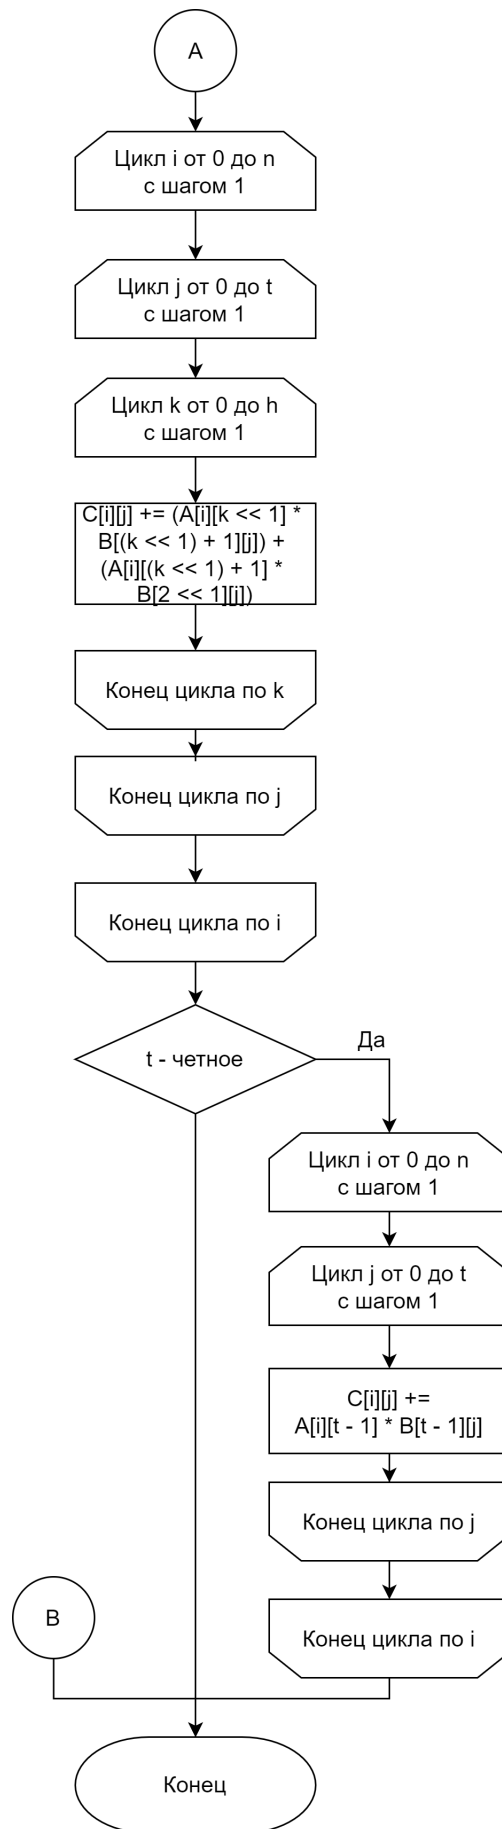 A
Цикл i от 0 до n
с шагом 1
Цикл j от 0 до t
с шагом 1
Цикл k от 0 до h
с шагом 1
C[i][j] += (A[i][k << 1] *
B[(k << 1) + 1][j]) +
(A[i][(k << 1) + 1] *
B[2 << 1][j])
Конец цикла по k
Конец цикла по j
Конец цикла по i
t - четное
Да
Цикл i от 0 до n
с шагом 1
Цикл j от 0 до t
с шагом 1
C[i][j] +=
A[i][t - 1] * B[t - 1][j]
Конец цикла по j
B
Конец цикла по i
Конец